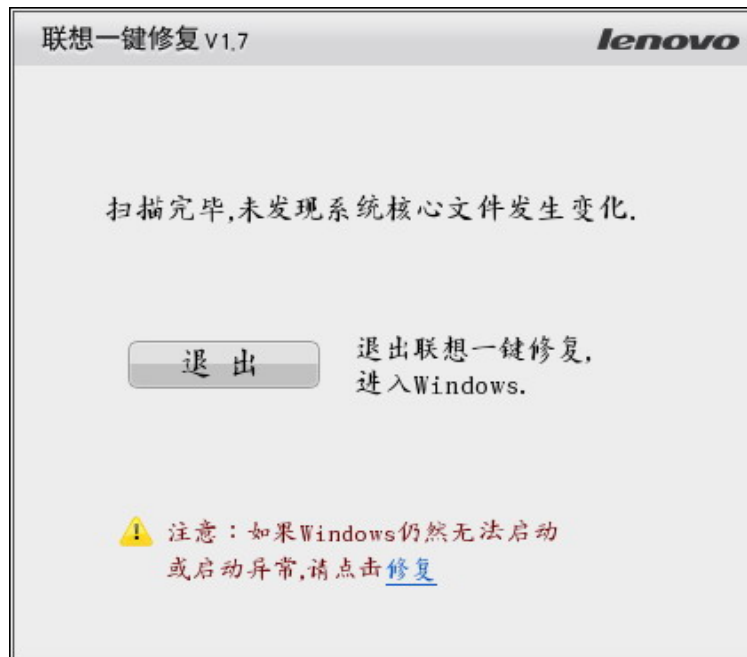 联想一键修复 V1.7
lenovo
扫描完毕,未发现系统核心文件发生变化.
退 出
退出联想一键修复,
进入Windows.
注意：如果Windows仍然无法启动
或启动异常,请点击修复